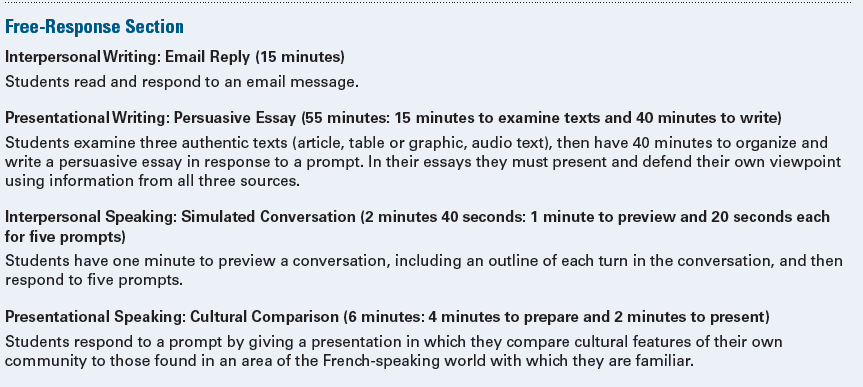 Free-Response Section
Interpersonal Writing: Email Reply (15 minutes)
Students read and respond to an email message.
Presentational Writing: Persuasive Essay (55 minutes: 15 minutes to examine texts and 40 minutes to write)
Students examine three authentic texts (article, table or graphic, audio text), then have 40 minutes to organize and
write a persuasive essay in response to a prompt. In their essays they must present and defend their own viewpoint
using information from all three sources.
Interpersonal Speaking: Simulated Conversation (2 minutes 40 seconds: 1 minute to preview and 20 seconds each
for five prompts)
Students have one minute to preview a conversation, including an outline of each turn in the conversation, and then
respond to five prompts.
Presentational Speaking: Cultural Comparison (6 minutes: 4 minutes to prepare and 2 minutes to present)
Students respond to a prompt by giving a presentation in which they compare cultural features of their own
community to those found in an area of the French-speaking world with which they are familiar.